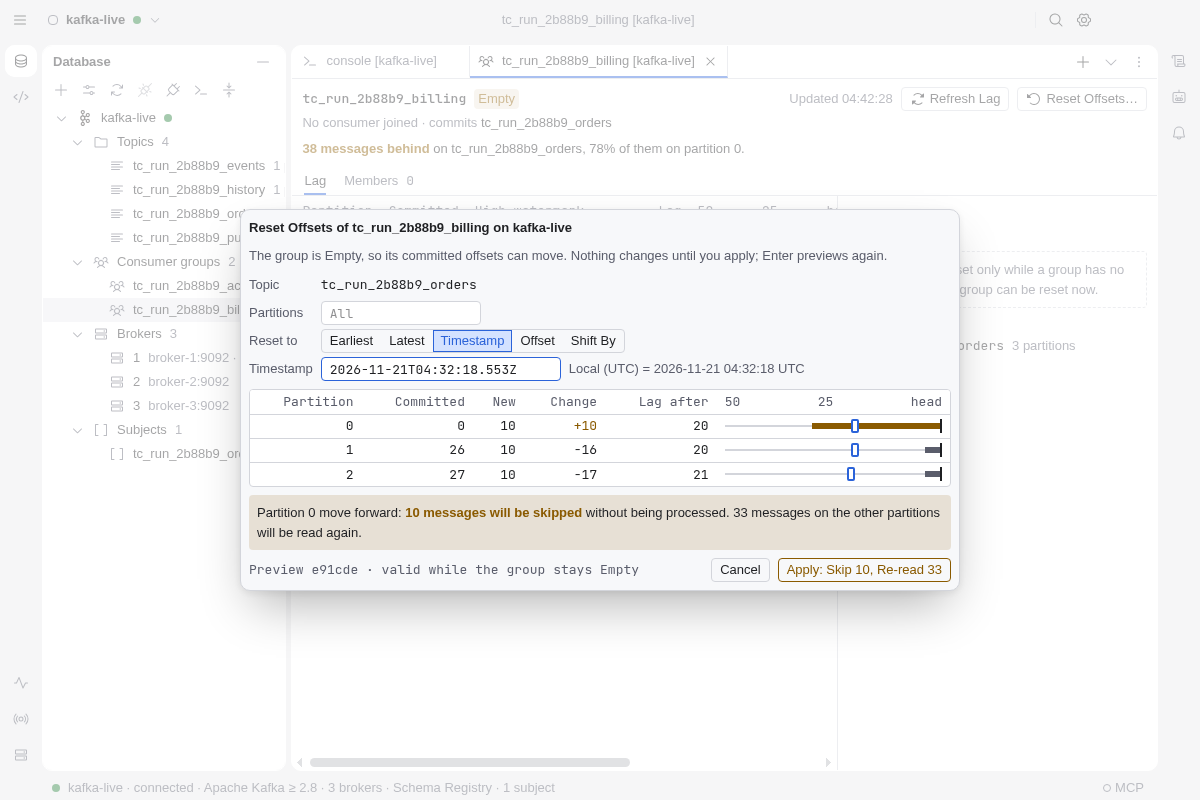 kafka-live
tc_run_2b88b9_billing [kafka-live]
Database
console [kafka-live]
tc_run_2b88b9_billing [kafka-live]
kafka-live
Topics 4
tc_run_2b88b9_events 1
tc_run_2b88b9_history 1
tc_run_2b88b9_ord
tc_run_2b88b9_pu
Consumer groups 2
tc_run_2b88b9_ac
tc_run_2b88b9_bil
Brokers 3
1 broker-1:9092 ·
2 broker-2:9092
3 broker-3:9092
Subjects 1
tc_run_2b88b9_or
tc_run_2b88b9_billing Empty
Updated 04:42:28 Refresh Lag Reset Offsets…
No consumer joined · commits tc_run_2b88b9_orders
38 messages behind on tc_run_2b88b9_orders, 78% of them on partition 0.
Lag Members 0
set only while a group has no
group can be reset now.
orders 3 partitions
Reset Offsets of tc_run_2b88b9_billing on kafka-live
The group is Empty, so its committed offsets can move. Nothing changes until you apply; Enter previews again.
Topic tc_run_2b88b9_orders
Partitions All
Reset to Earliest Latest Timestamp Offset Shift By
Timestamp 2026-11-21T04:32:18.553Z Local (UTC) = 2026-11-21 04:32:18 UTC
Partition Committed New Change Lag after 50 25 head
0 0 10 +10 20
1 26 10 -16 20
2 27 10 -17 21
Partition 0 move forward: 10 messages will be skipped without being processed. 33 messages on the other partitions
will be read again.
Preview e91cde · valid while the group stays Empty
Cancel Apply: Skip 10, Re-read 33
kafka-live · connected · Apache Kafka ≥ 2.8 · 3 brokers · Schema Registry · 1 subject
MCP